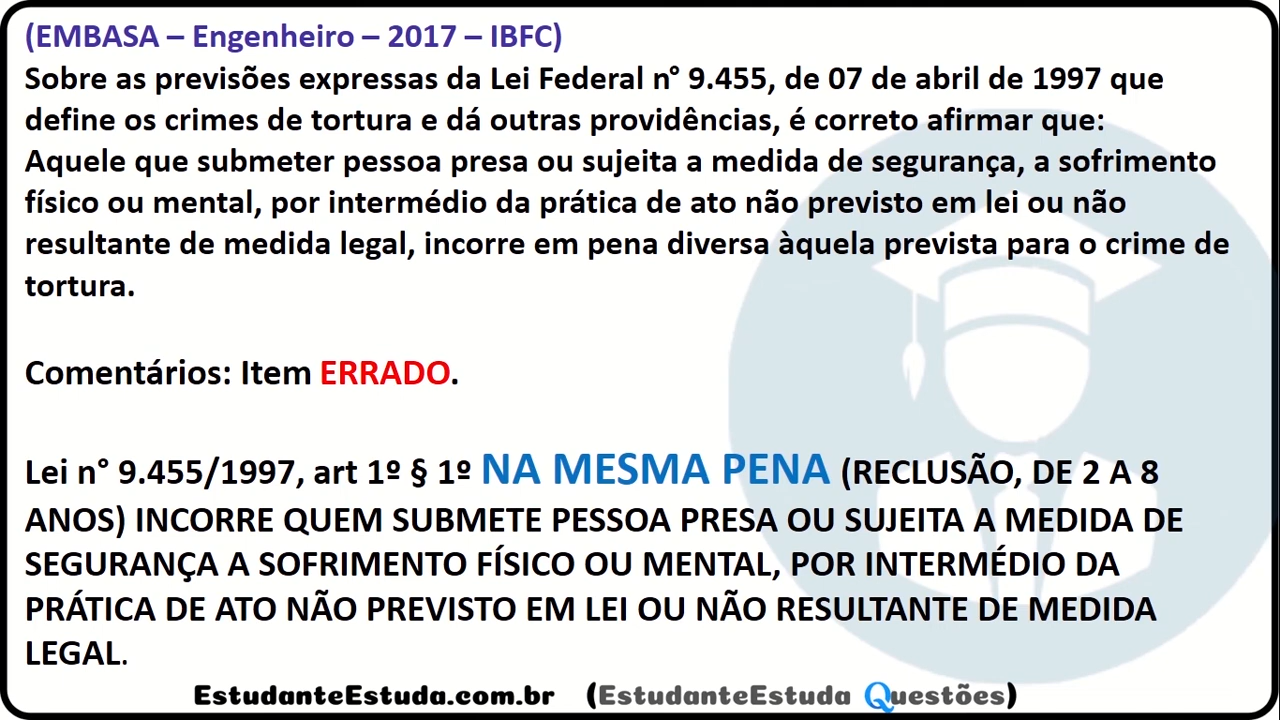 (EMBASA – Engenheiro – 2017 – IBFC)
Sobre as previsões expressas da Lei Federal n° 9.455, de 07 de abril de 1997 que
define os crimes de tortura e dá outras providências, é correto afirmar que:
Aquele que submeter pessoa presa ou sujeita a medida de segurança, a sofrimento
físico ou mental, por intermédio da prática de ato não previsto em lei ou não
resultante de medida legal, incorre em pena diversa àquela prevista para o crime de
tortura.
Comentários: Item ERRADO.
Lei n° 9.455/1997, art 1º § 1º NA MESMA PENA (RECLUSÃO, DE 2 A 8
ANOS) INCORRE QUEM SUBMETE PESSOA PRESA OU SUJEITA A MEDIDA DE
SEGURANÇA A SOFRIMENTO FÍSICO OU MENTAL, POR INTERMÉDIO DA
PRÁTICA DE ATO NÃO PREVISTO EM LEI OU NÃO RESULTANTE DE MEDIDA
LEGAL.
EstudanteEstuda.com.br (EstudanteEstuda Questões)